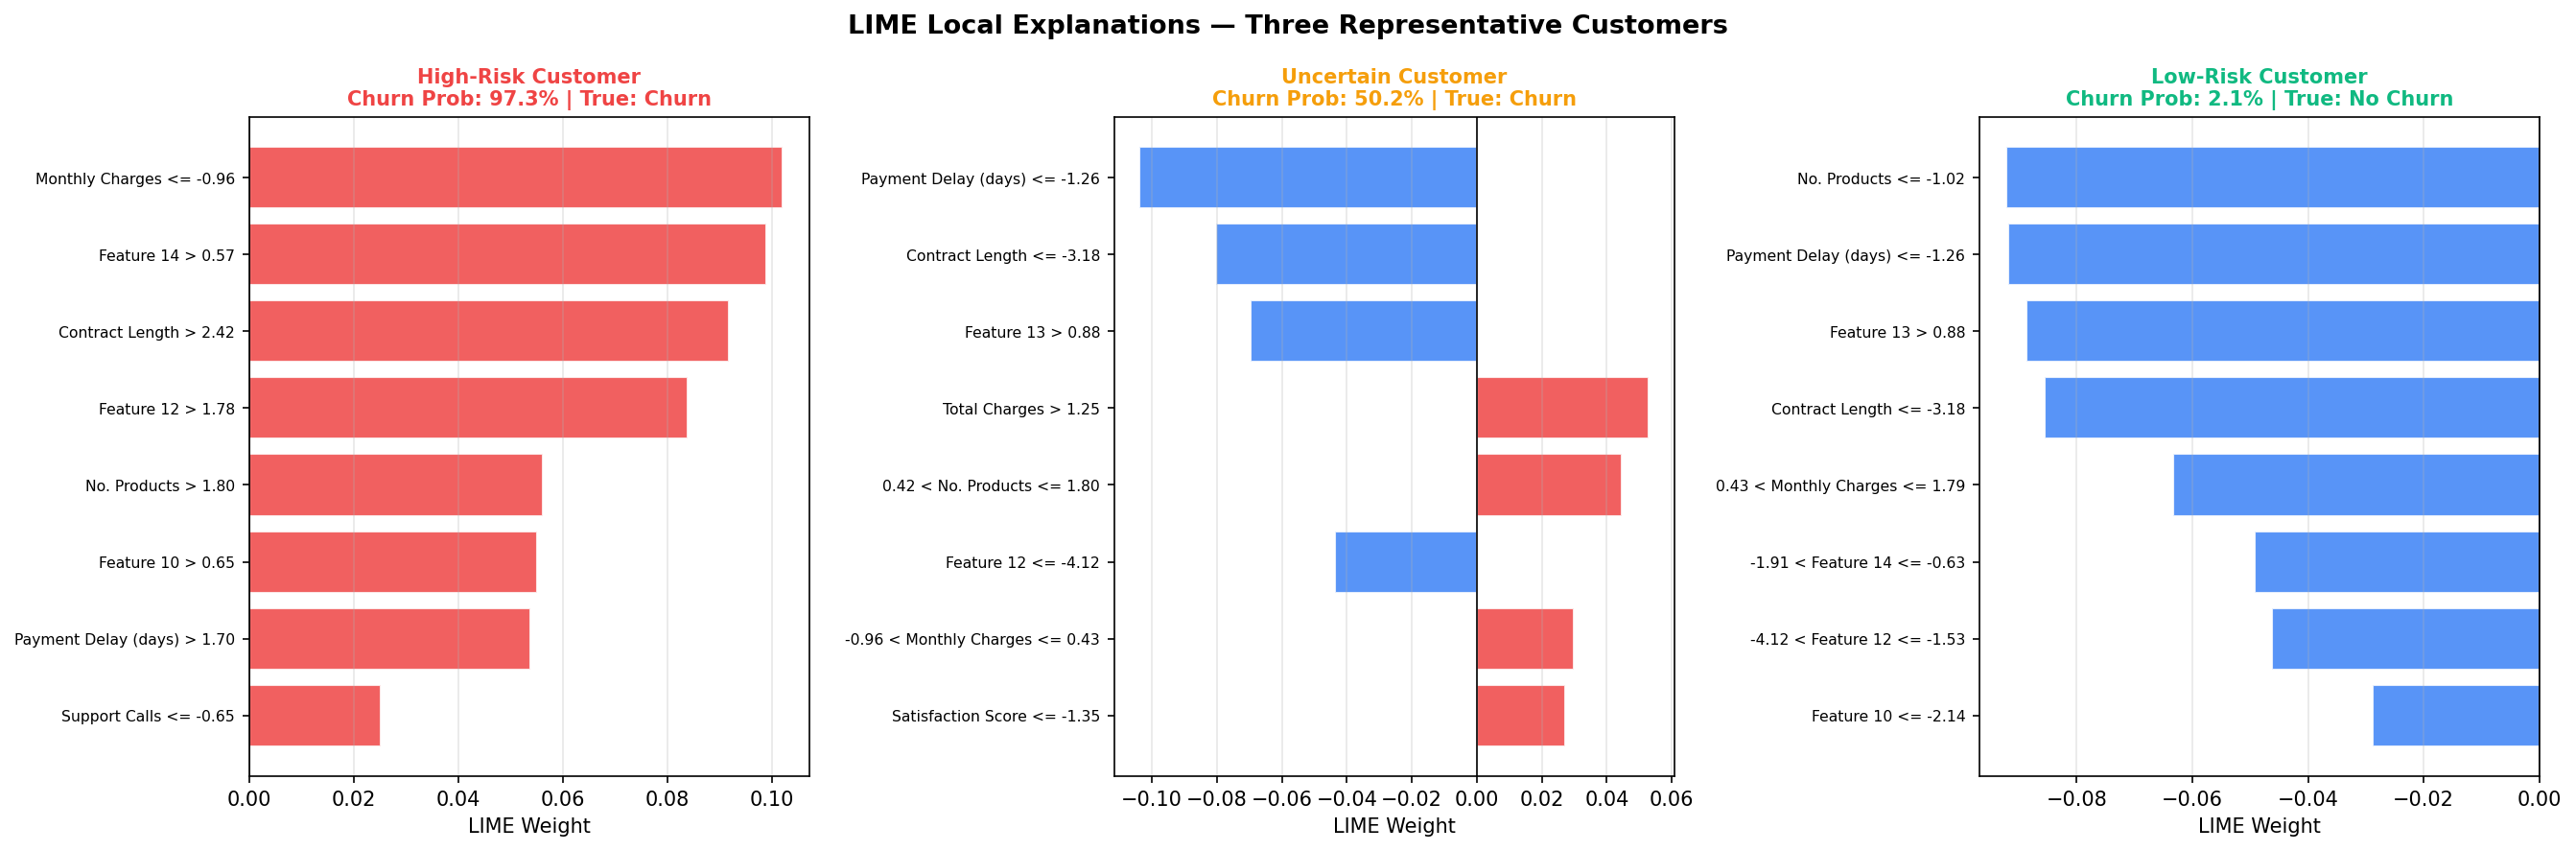 LIME Local Explanations — Three Representative Customers
High-Risk Customer
Churn Prob: 97.3% | True: Churn
Monthly Charges <= -0.96
Feature 14 > 0.57
Contract Length > 2.42
Feature 12 > 1.78
No. Products > 1.80
Feature 10 > 0.65
Payment Delay (days) > 1.70
Support Calls <= -0.65
0.00 0.02 0.04 0.06 0.08 0.10
LIME Weight
Uncertain Customer
Churn Prob: 50.2% | True: Churn
Payment Delay (days) <= -1.26
Contract Length <= -3.18
Feature 13 > 0.88
Total Charges > 1.25
0.42 < No. Products <= 1.80
Feature 12 <= -4.12
-0.96 < Monthly Charges <= 0.43
Satisfaction Score <= -1.35
−0.10 −0.08 −0.06 −0.04 −0.02 0.00 0.02 0.04 0.06
LIME Weight
Low-Risk Customer
Churn Prob: 2.1% | True: No Churn
No. Products <= -1.02
Payment Delay (days) <= -1.26
Feature 13 > 0.88
Contract Length <= -3.18
0.43 < Monthly Charges <= 1.79
-1.91 < Feature 14 <= -0.63
-4.12 < Feature 12 <= -1.53
Feature 10 <= -2.14
−0.08 −0.06 −0.04 −0.02 0.00
LIME Weight